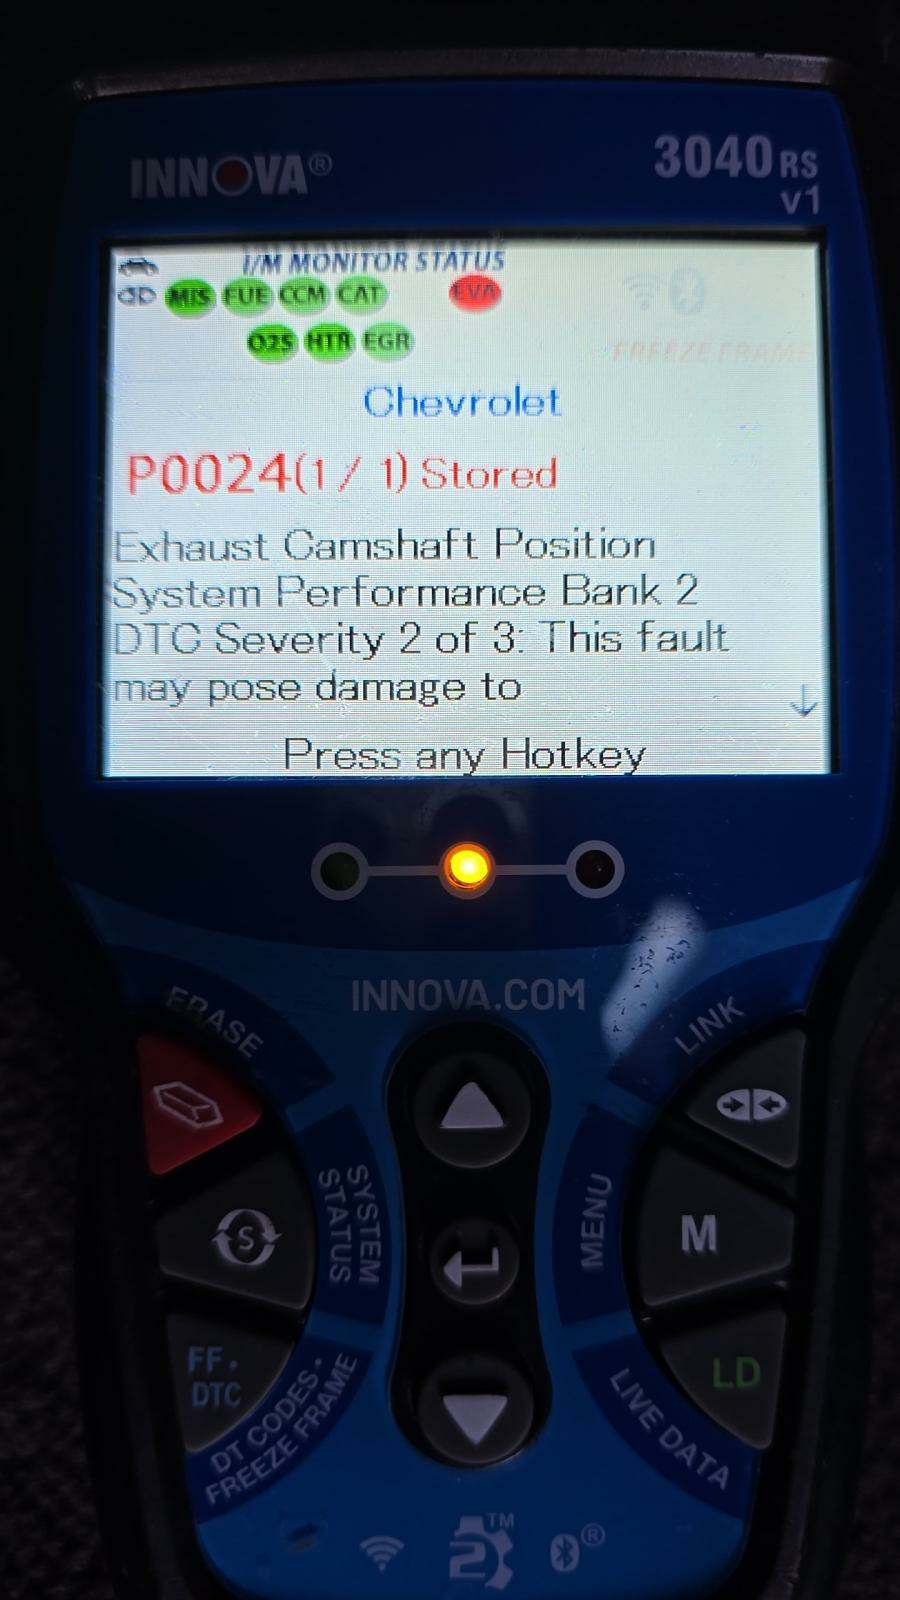 INNOVA®
3040RS
v1
I/M MONITOR STATUS
MIS FUE CCM CAT EVA
O2S HTR EGR
FREEZE FRAME
Chevrolet
P0024(1 / 1) Stored
Exhaust Camshaft Position
System Performance Bank 2
DTC Severity 2 of 3: This fault
may pose damage to
Press any Hotkey
INNOVA.COM
ERASE
LINK
S
SYSTEM
STATUS
MENU
M
FF.
DTC
DT CODES·
FREEZE FRAME
LIVE DATA
LD
2
TM
®